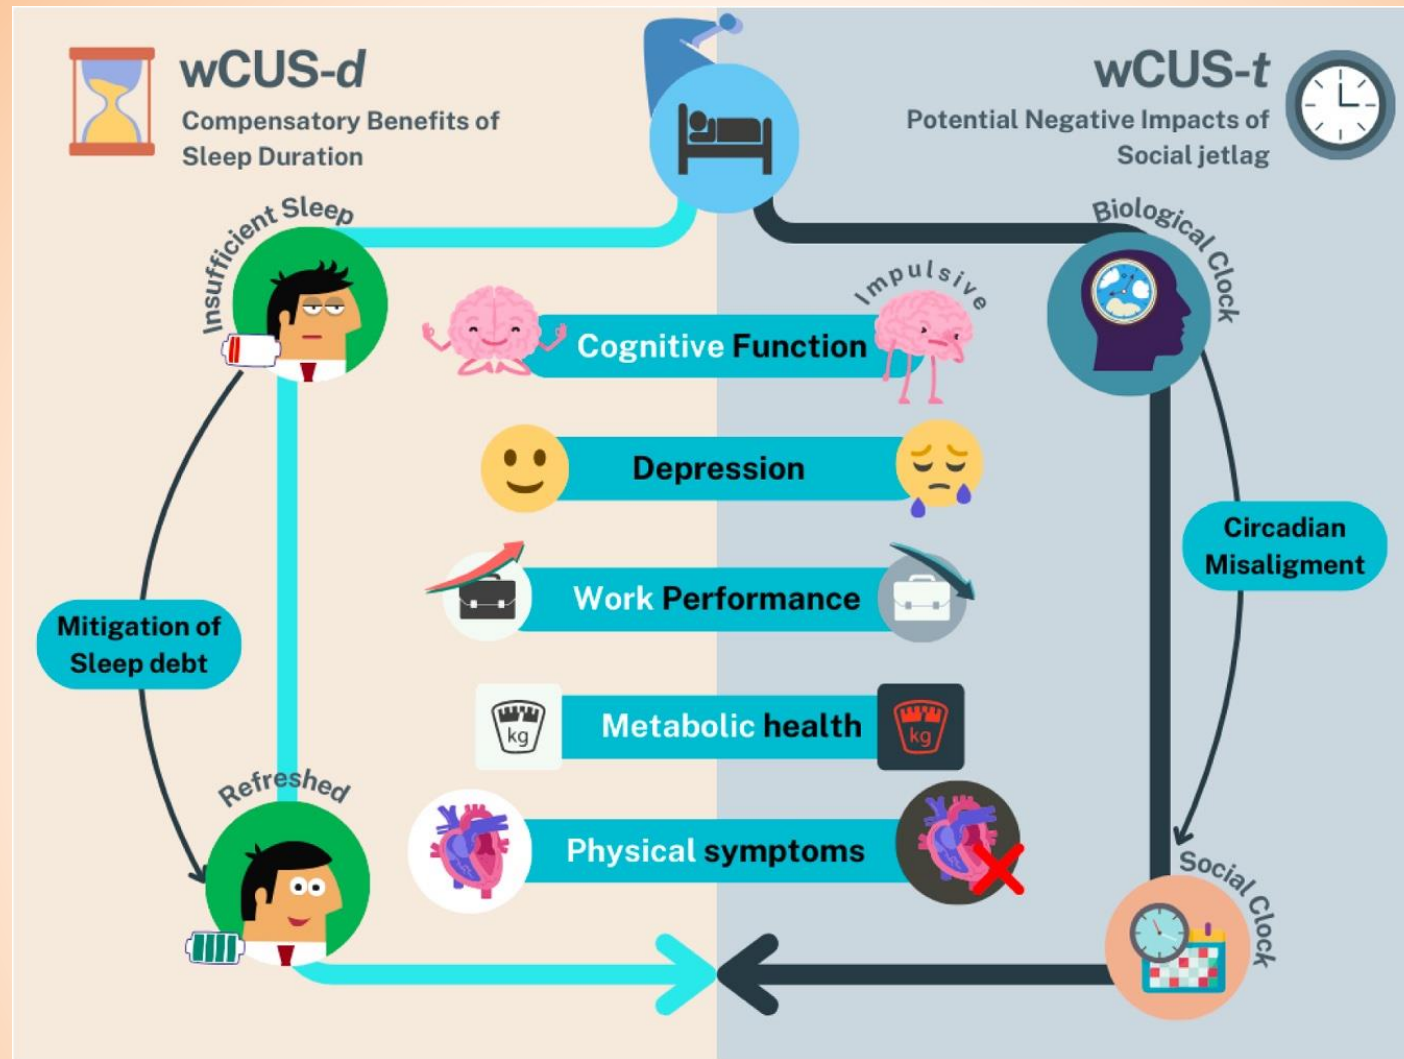 wCUS-d
Compensatory Benefits of
Sleep Duration
wCUS-t
Potential Negative Impacts of
Social jetlag
Insufficient Sleep
Biological Clock
Impulsive
Cognitive Function
Depression
Circadian
Misaligment
Work Performance
Mitigation of
Sleep debt
kg
Metabolic health
kg
Refreshed
Physical symptoms
Social Clock